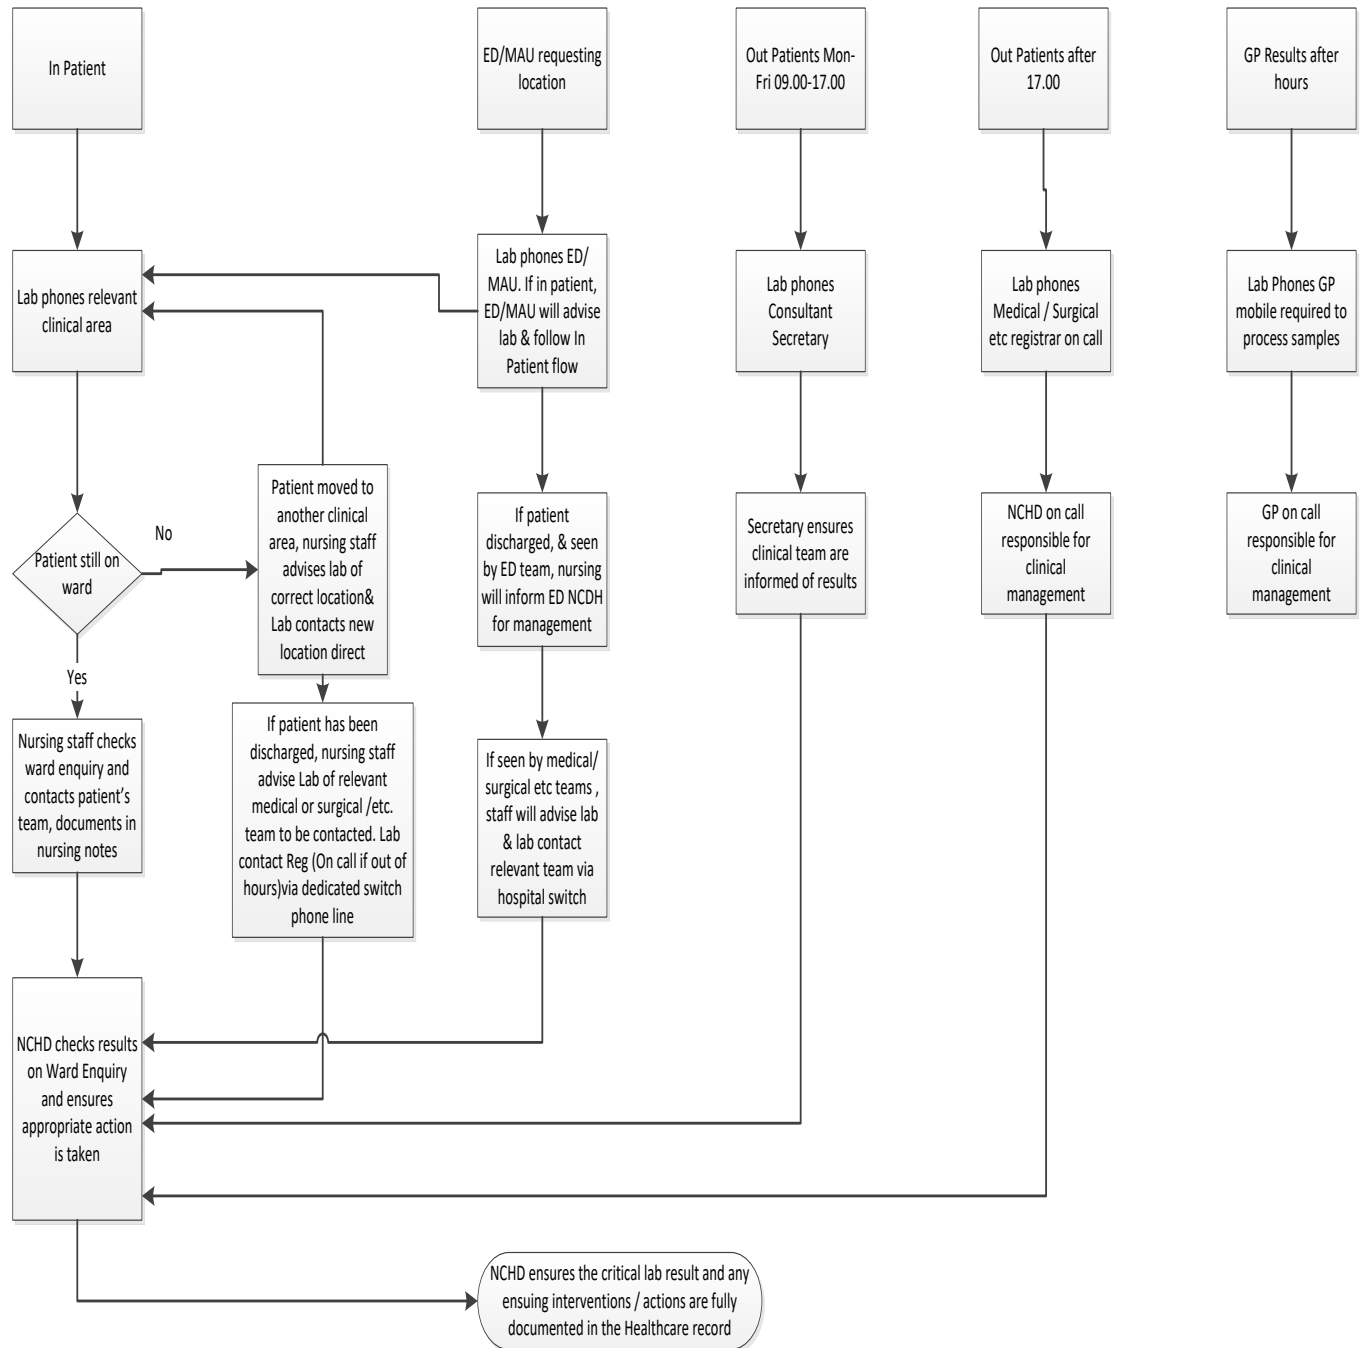 In Patient
ED/MAU requesting
location
Out Patients Mon-
Fri 09.00-17.00
Out Patients after
17.00
GP Results after
hours
Lab phones relevant
clinical area
Lab phones ED/
MAU. If in patient,
ED/MAU will advise
lab & follow In
Patient flow
Lab phones
Consultant
Secretary
Lab phones
Medical / Surgical
etc registrar on call
Lab Phones GP
mobile required to
process samples
Patient still on
ward
No
Yes
Patient moved to
another clinical
area, nursing staff
advises lab of
correct location&
Lab contacts new
location direct
If patient
discharged, & seen
by ED team, nursing
will inform ED NCDH
for management
Secretary ensures
clinical team are
informed of results
NCHD on call
responsible for
clinical
management
GP on call
responsible for
clinical
management
Nursing staff checks
ward enquiry and
contacts patient's
team, documents in
nursing notes
If patient has been
discharged, nursing staff
advise Lab of relevant
medical or surgical /etc.
team to be contacted. Lab
contact Reg (On call if out of
hours)via dedicated switch
phone line
If seen by medical/
surgical etc teams ,
staff will advise lab
& lab contact
relevant team via
hospital switch
NCHD checks results
on Ward Enquiry
and ensures
appropriate action
is taken
NCHD ensures the critical lab result and any
ensuing interventions / actions are fully
documented in the Healthcare record